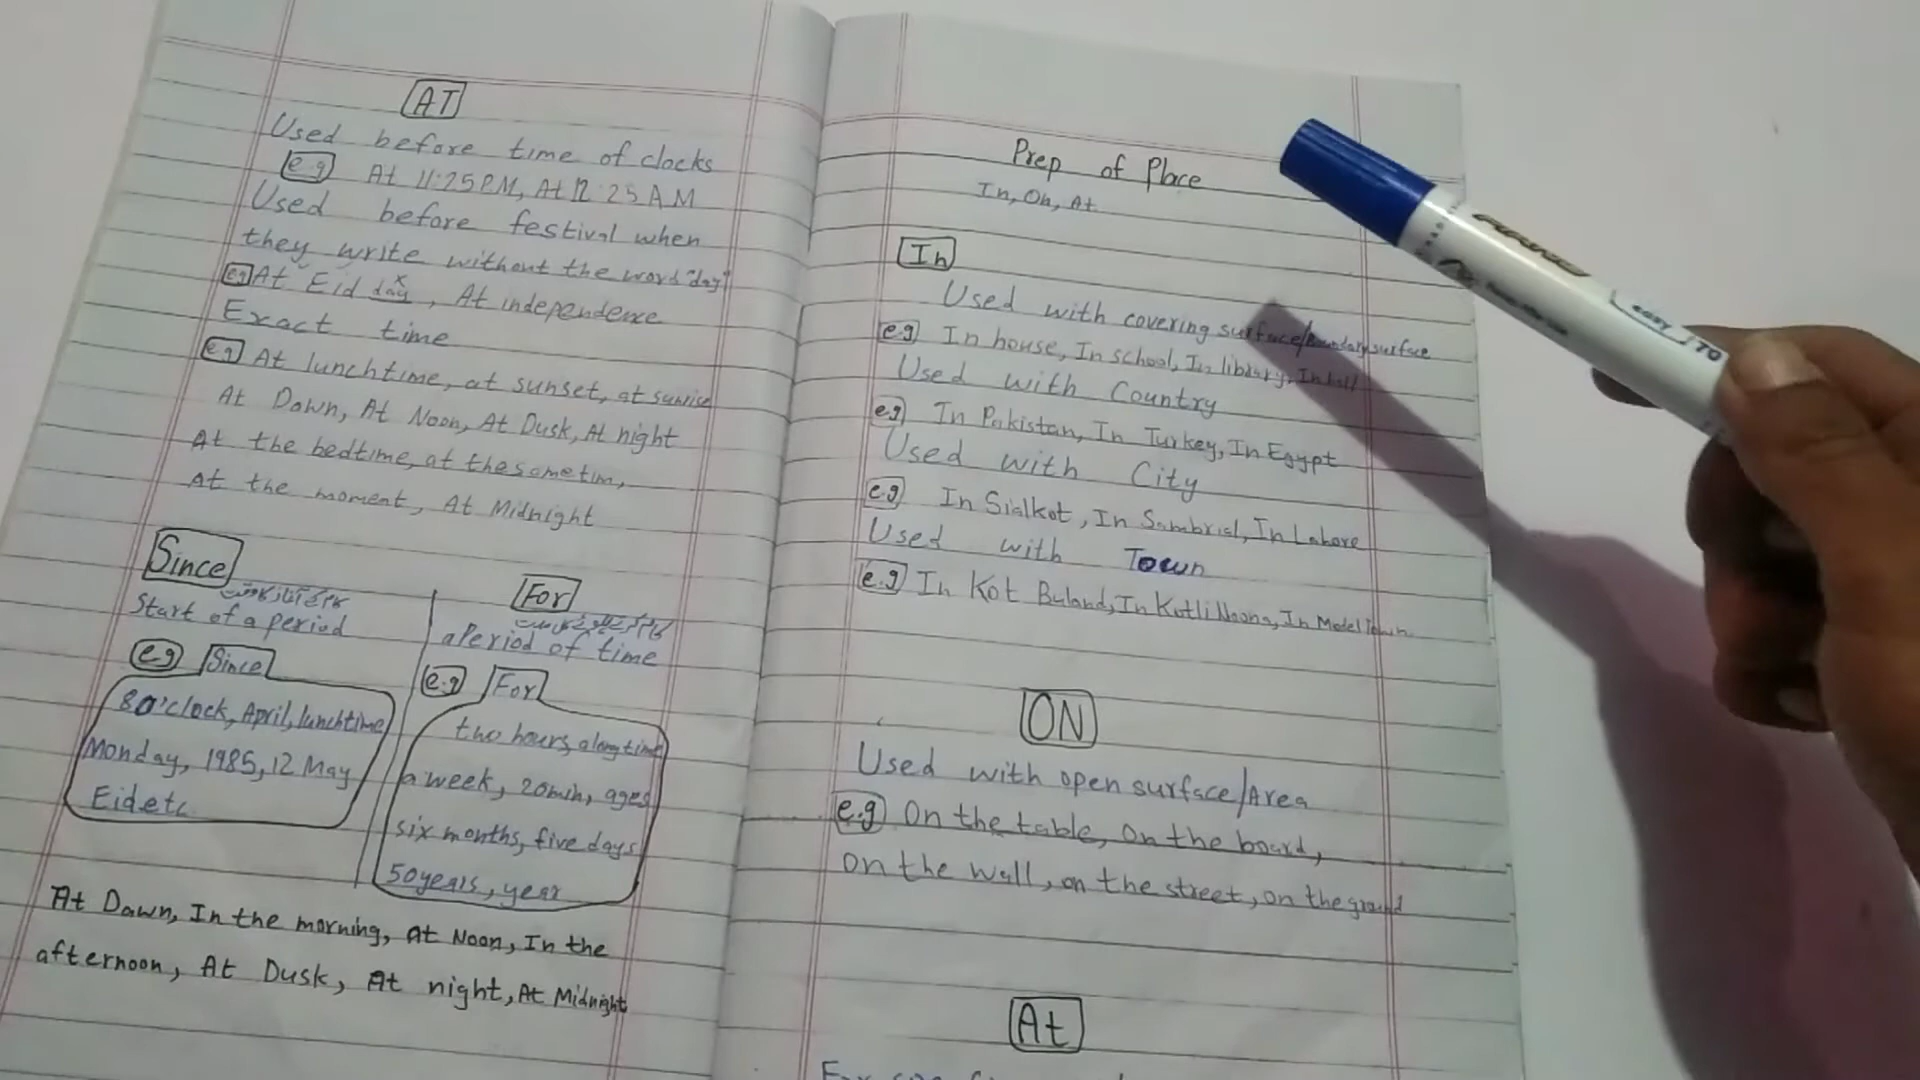 AT
Used before time of clocks
e.g At 11:25PM, At 12:25AM
Used before festival when
they write without the word "day"
e.g At Eid day x, At independence
Exact time
e.g At lunchtime, at sunset, at sunrise
At Dawn, At Noon, At Dusk, At night
At the bedtime, at the sametim,
At the moment, At Midnight
Since
Start of a period
e.g Since
8 o'clock, April, lunchtime
Monday, 1985, 12 May
Eid etc
For
a Period of time
e.g For
two hours, along time
a week, 20min, ages
six months, five days
50 years, year
At Dawn, In the morning, at Noon, In the
afternoon, At Dusk, At night, At Midnight
Prep of Place
In, On, At
In
Used with covering surface/Boundary surface
e.g In house, In school, In library, In hall
Used with Country
e.g In Pakistan, In Turkey, In Egypt
Used with City
e.g In Sialkot, In Sambrial, In Lahore
Used with Town
e.g In Kot Buland, In Kotli Noona, In Model Town
ON
Used with open surface/Area
e.g On the table, On the board,
on the wall, on the street, on the ground
At